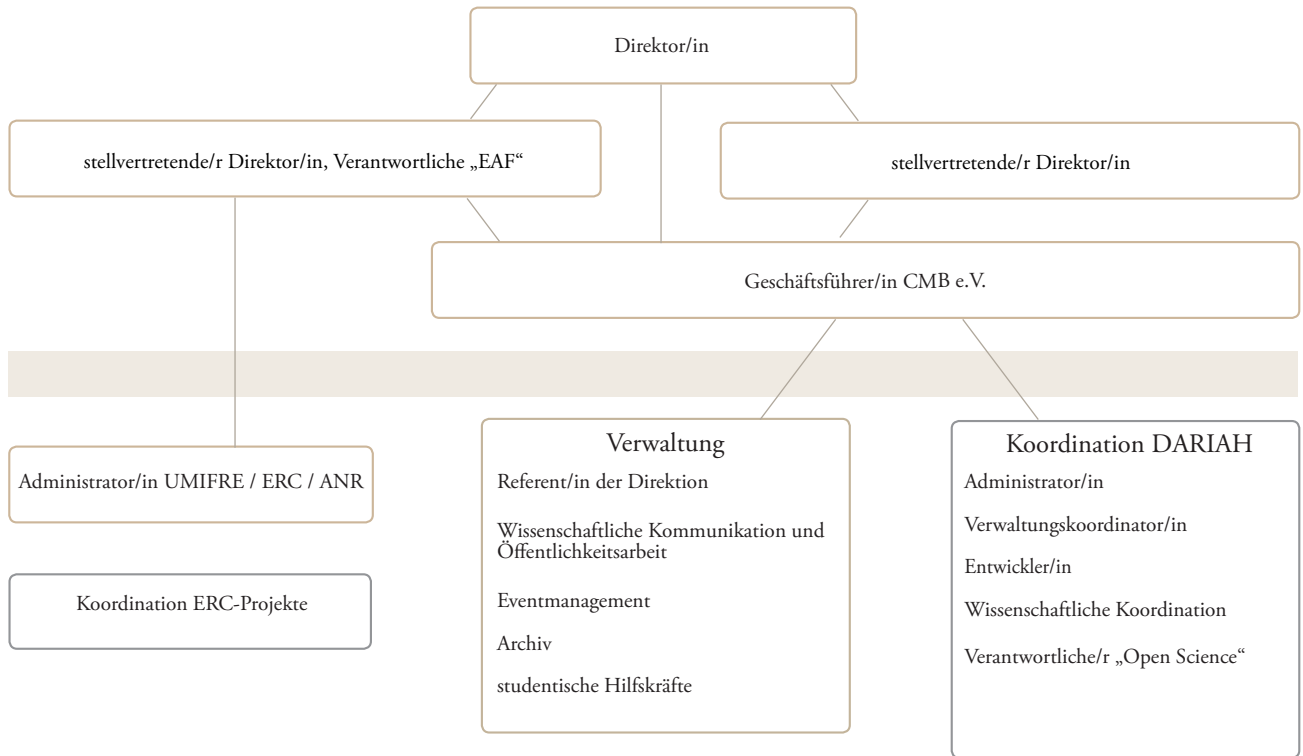 Direktor/in
stellvertretende/r Direktor/in, Verantwortliche „EAF“
stellvertretende/r Direktor/in
Geschäftsführer/in CMB e.V.
Administrator/in UMIFRE / ERC / ANR
Koordination ERC-Projekte
Verwaltung
Referent/in der Direktion
Wissenschaftliche Kommunikation und
Öffentlichkeitsarbeit
Eventmanagement
Archiv
studentische Hilfskräfte
Koordination DARIAH
Administrator/in
Verwaltungskoordinator/in
Entwickler/in
Wissenschaftliche Koordination
Verantwortliche/r „Open Science“